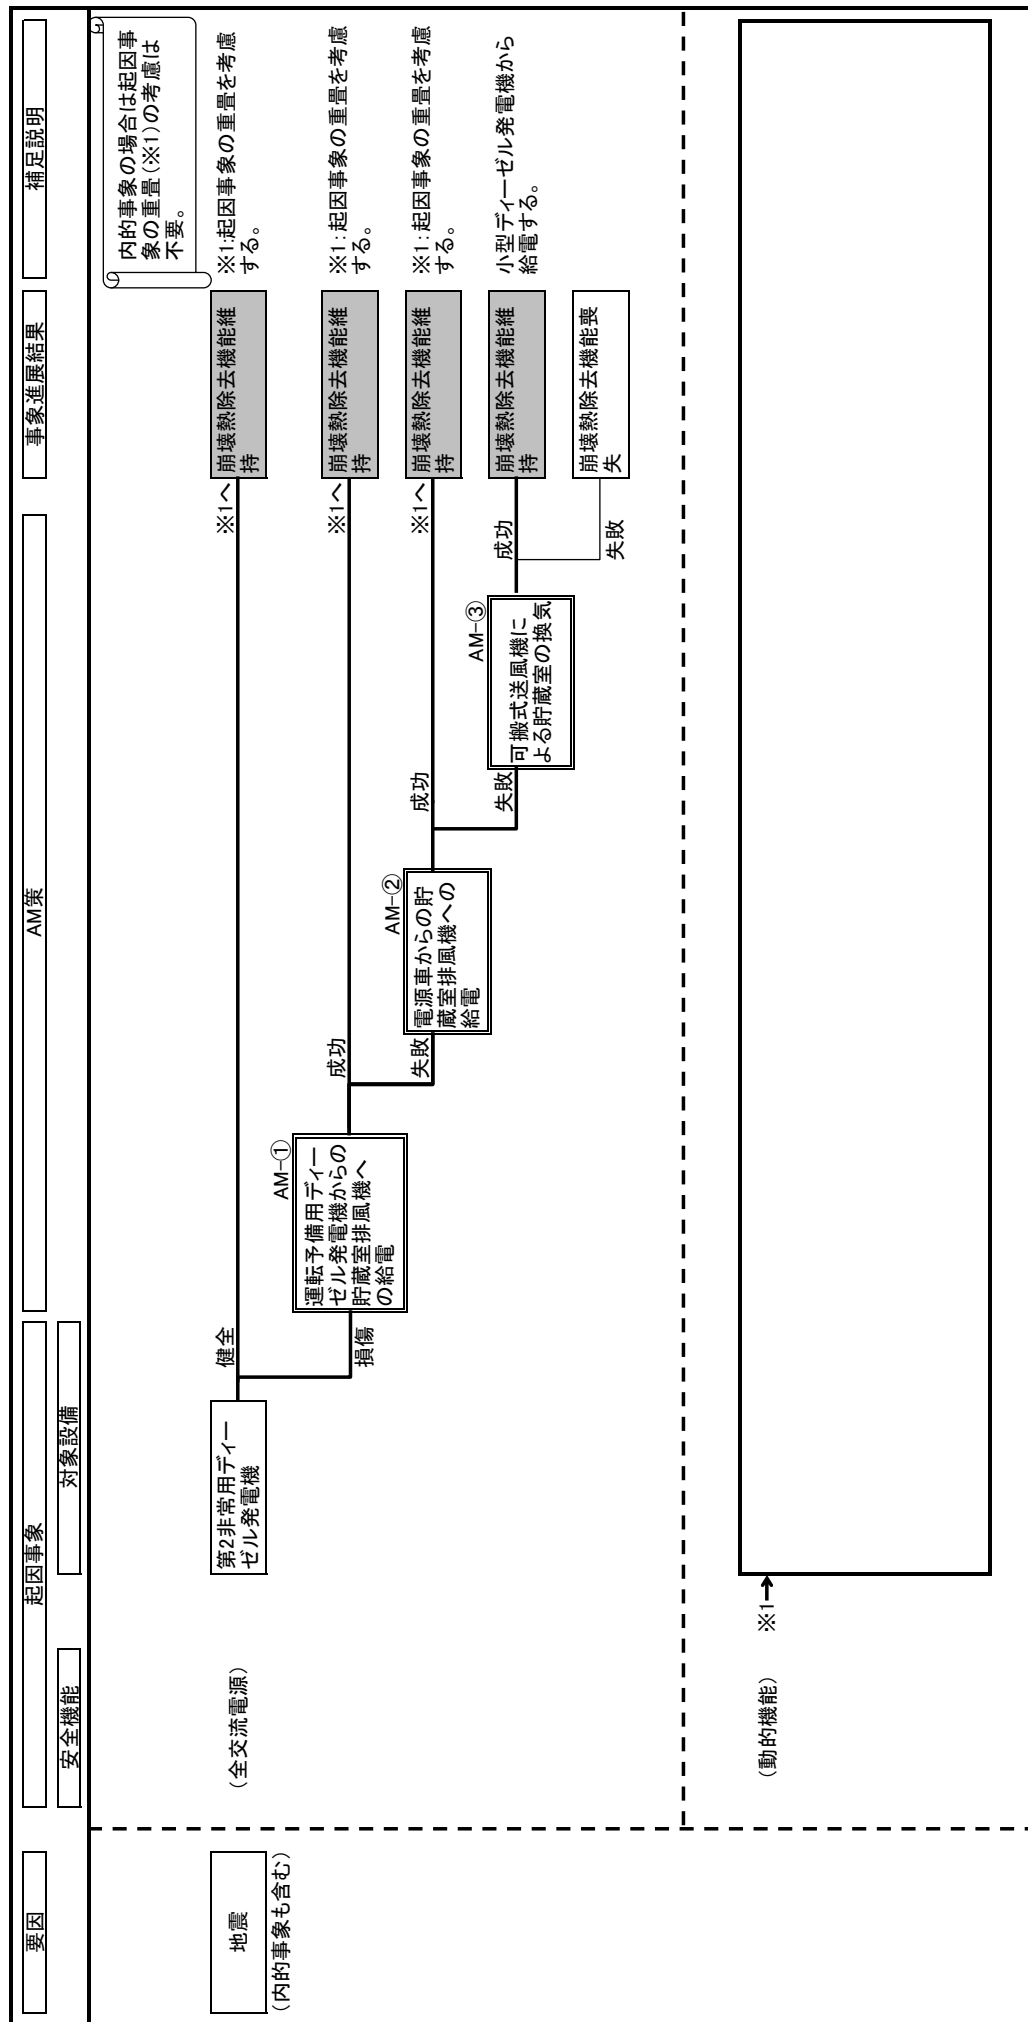 要因
起因事象
安全機能
対象設備
AM策
事象進展結果
補足説明
内的事象の場合は起因事
象の重畳(※1)の考慮は
不要。
地震
(内的事象も含む)
(全交流電源)
第2非常用ディー
ゼル発電機
健全
※1へ
崩壊熱除去機能維
持
※1:起因事象の重畳を考慮
する。
損傷
AM-①
運転予備用ディー
ゼル発電機からの
貯蔵室排風機へ
の給電
成功
※1へ
崩壊熱除去機能維
持
※1:起因事象の重畳を考慮
する。
失敗
AM-②
電源車からの貯
蔵室排風機への
給電
成功
※1へ
崩壊熱除去機能維
持
※1:起因事象の重畳を考慮
する。
失敗
AM-③
可搬式送風機に
よる貯蔵室の換気
成功
崩壊熱除去機能維
持
小型ディーゼル発電機から
給電する。
失敗
崩壊熱除去機能喪
失
(動的機能)
※1